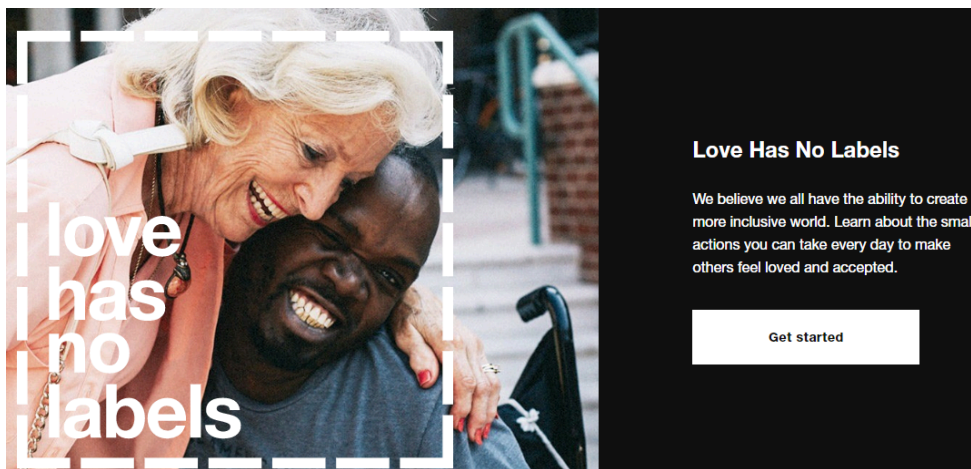 love
has
no
labels
Love Has No Labels
We believe we all have the ability to create
more inclusive world. Learn about the smal
actions you can take every day to make
others feel loved and accepted.
Get started